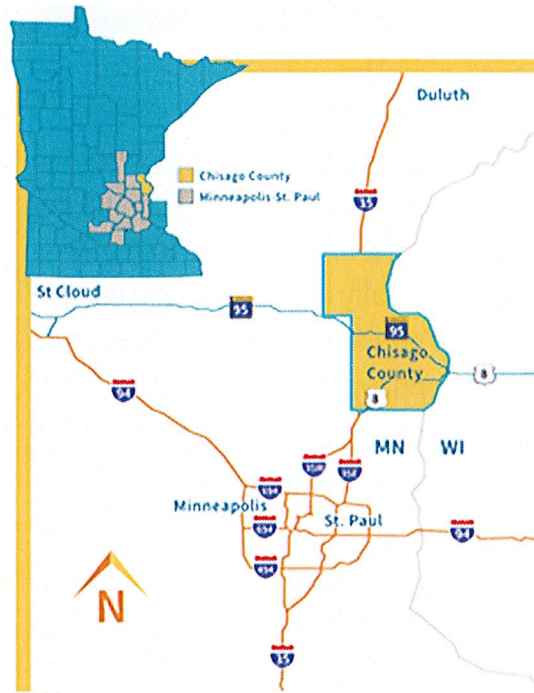 Duluth
Chisago County
Minneapolis St. Paul
35
St Cloud
95
95
Chisago
County
8
8
94
MN WI
35W
35E
Minneapolis
694
St. Paul
94
494
N
35